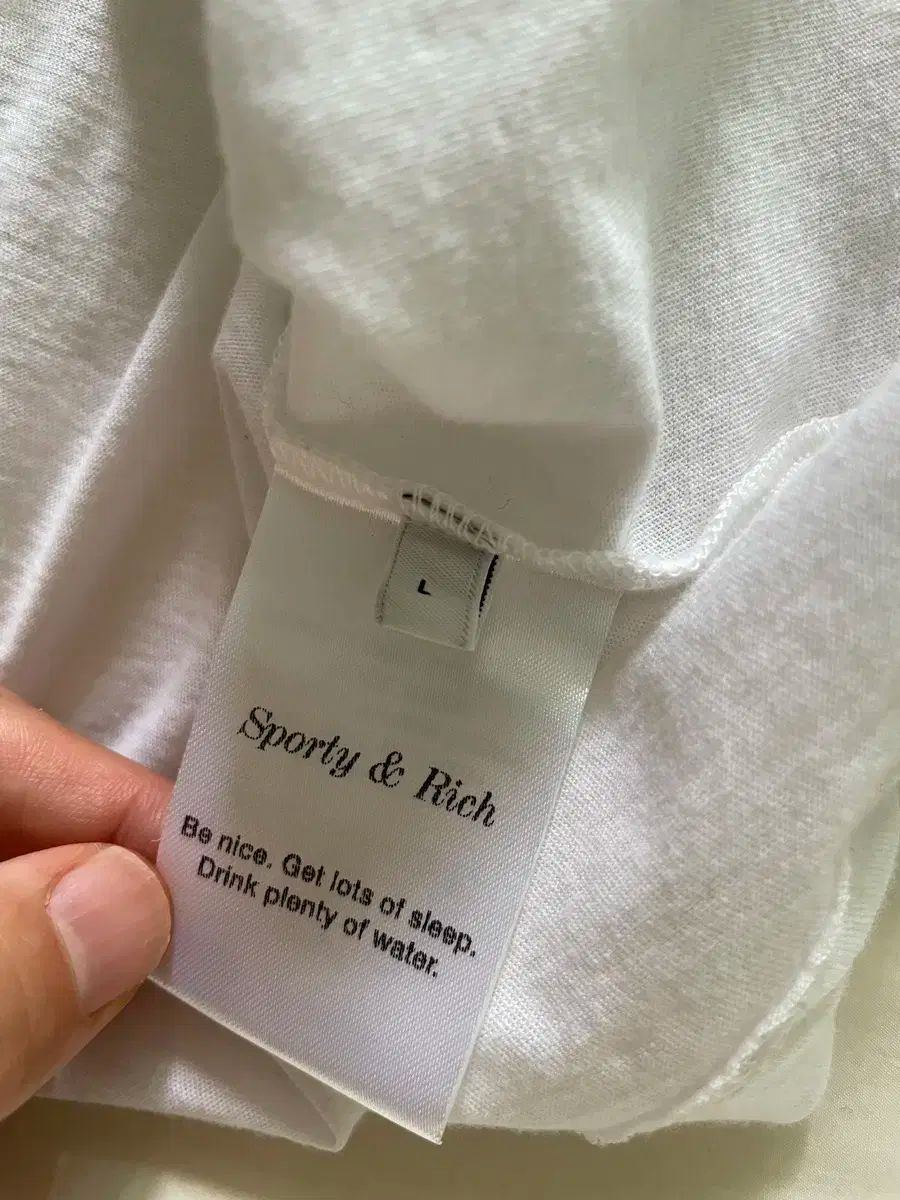 L
Sporty & Rich
Be nice. Get lots of sleep.
Drink plenty of water.